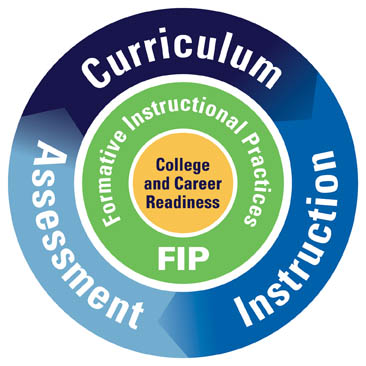 Curriculum
Instruction
Assessment
Formative Instructional Practices
FIP
College
and Career
Readiness